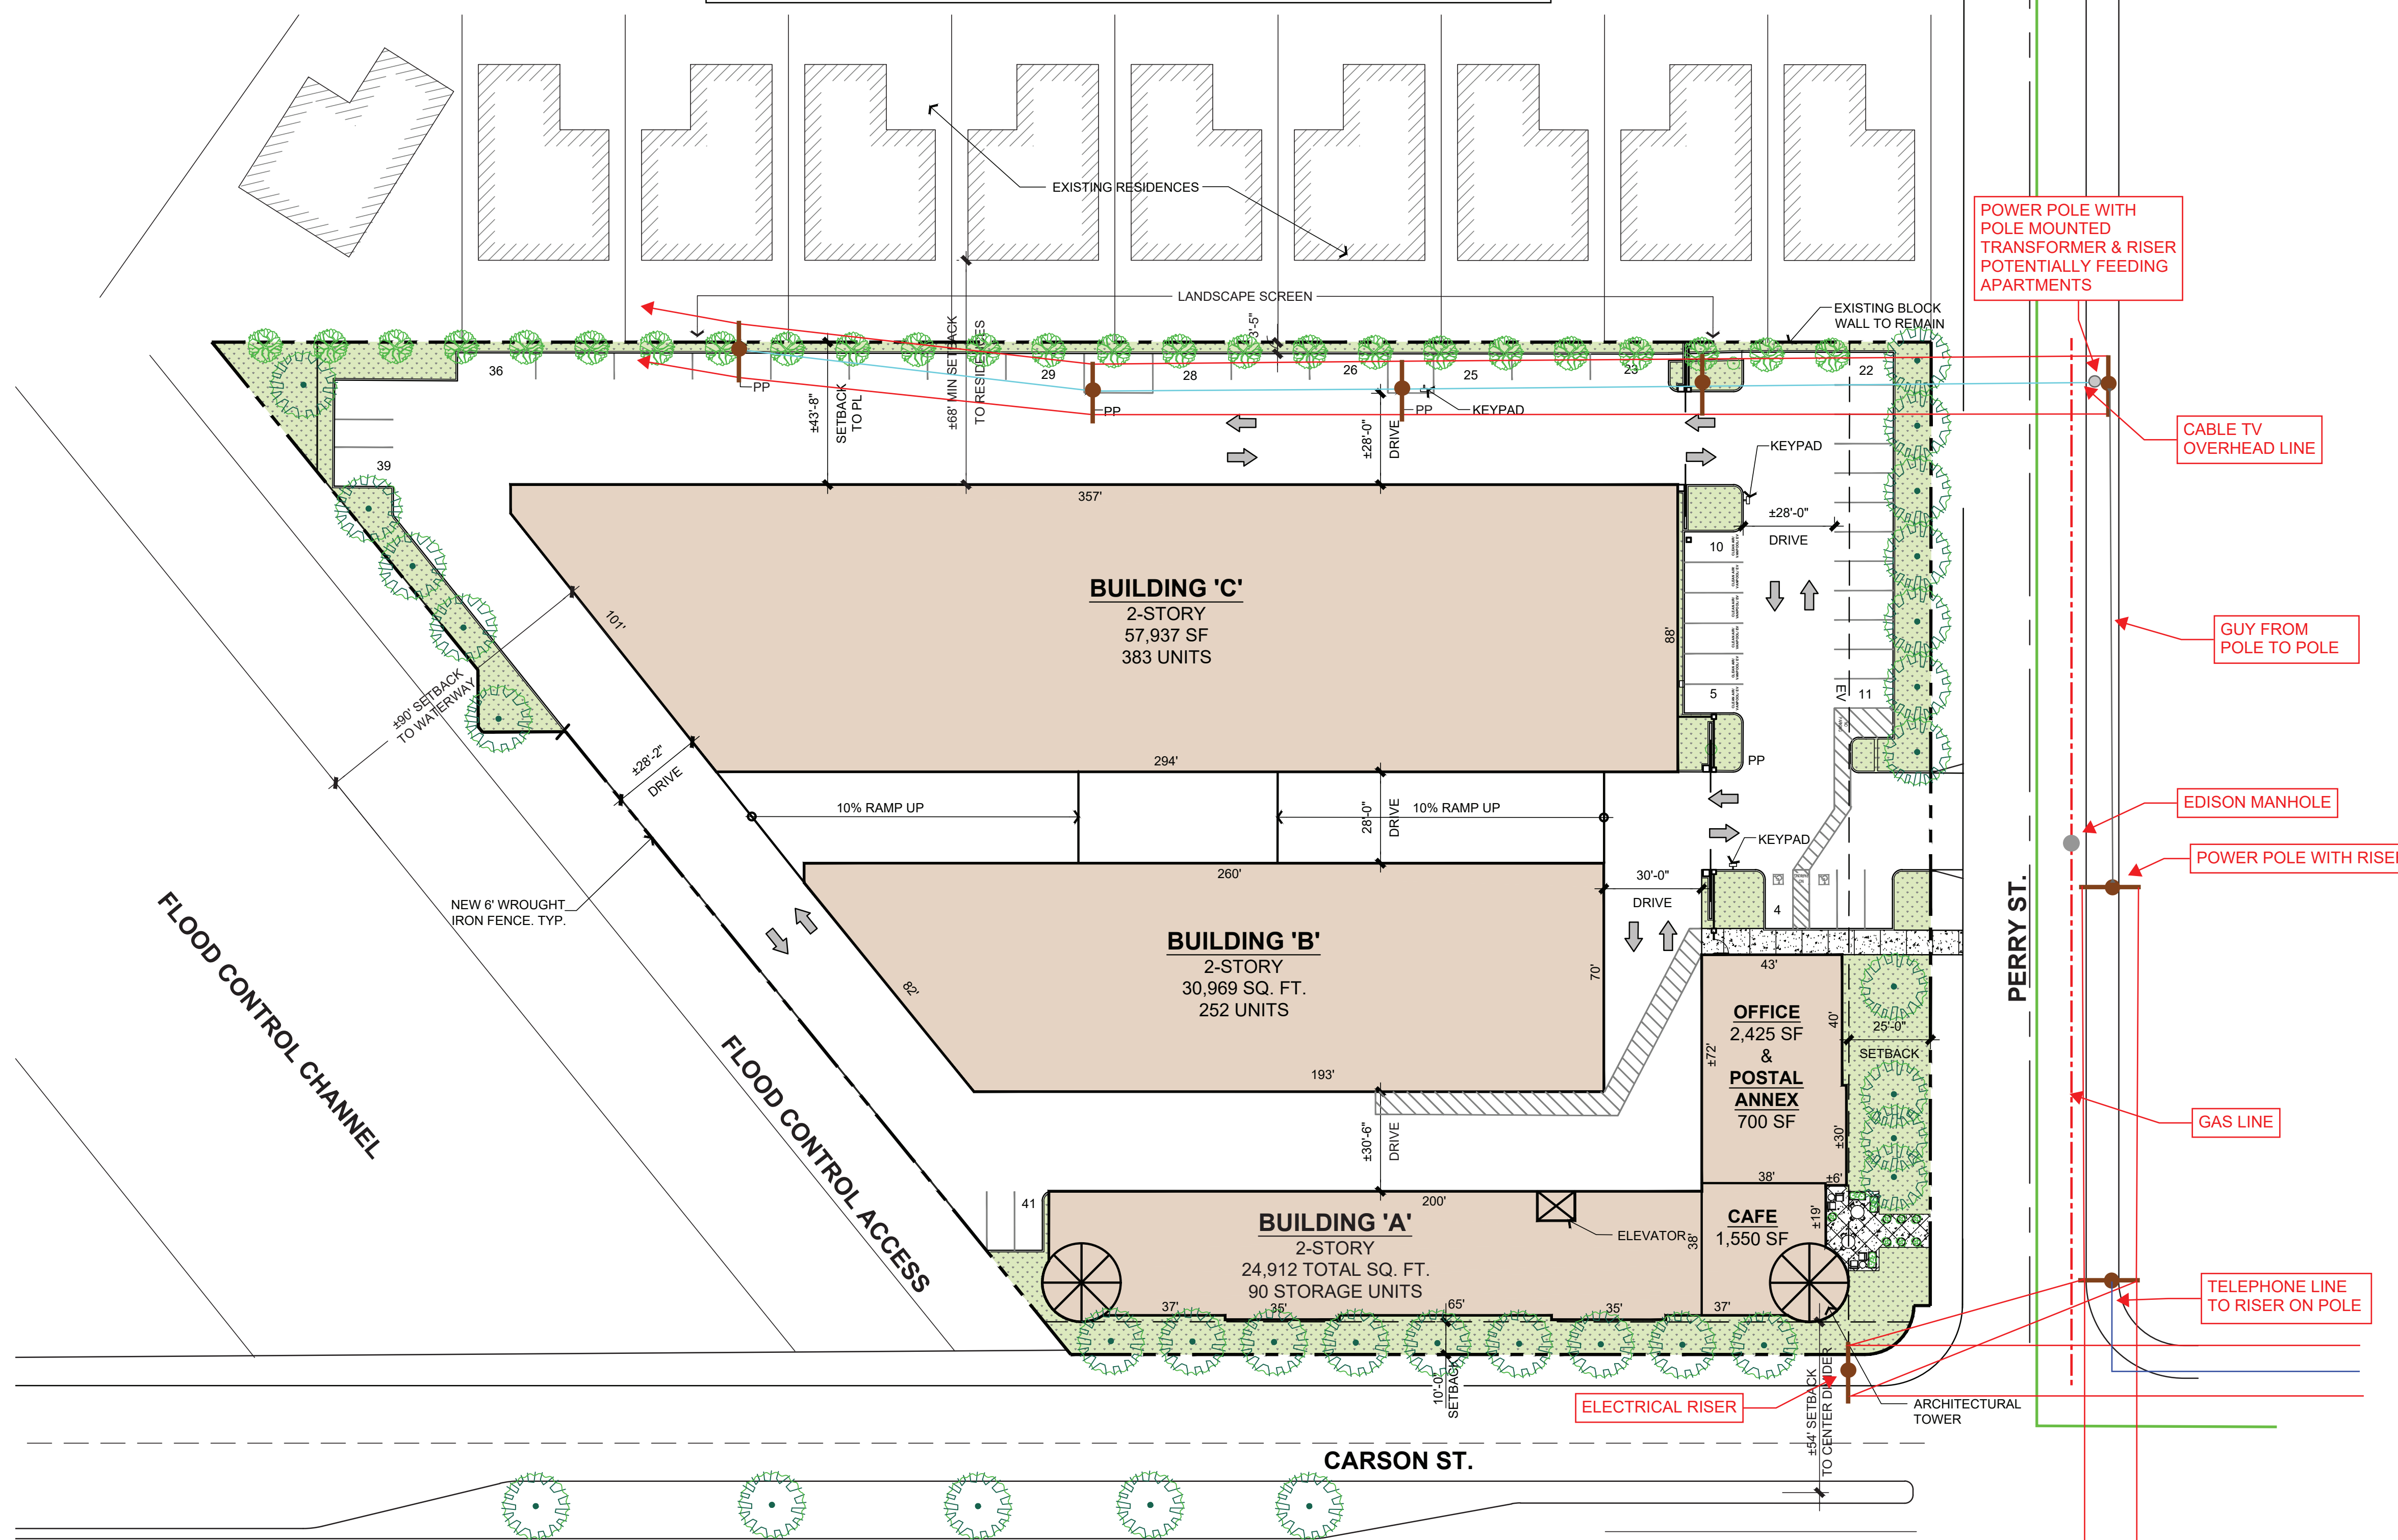 EXISTING RESIDENCES
POWER POLE WITH
POLE MOUNTED
TRANSFORMER & RISER
POTENTIALLY FEEDING
APARTMENTS
LANDSCAPE SCREEN
EXISTING BLOCK
WALL TO REMAIN
3'-5"
36
29
28
26
25
23
22
PP
PP
PP
KEYPAD
±43'-8"
SETBACK
TO PL
±68' MIN SETBACK
TO RESIDENCES
±28'-0"
DRIVE
CABLE TV
OVERHEAD LINE
39
KEYPAD
357'
±28'-0"
DRIVE
10
BUILDING 'C'
2-STORY
57,937 SF
383 UNITS
101'
88'
GUY FROM
POLE TO POLE
5
EV
11
±90' SETBACK
TO WATERWAY
±28'-2"
DRIVE
294'
PP
10% RAMP UP
28'-0"
DRIVE
10% RAMP UP
EDISON MANHOLE
KEYPAD
POWER POLE WITH RISE
260'
30'-0"
DRIVE
4
NEW 6' WROUGHT
IRON FENCE. TYP.
FLOOD CONTROL CHANNEL
PERRY ST.
BUILDING 'B'
2-STORY
30,969 SQ. FT.
252 UNITS
82'
70'
43'
OFFICE
2,425 SF
&
POSTAL
ANNEX
700 SF
40'
±72'
25'-0"
SETBACK
±30'
193'
GAS LINE
FLOOD CONTROL ACCESS
±30'-6"
DRIVE
38'
±6'
41
200'
BUILDING 'A'
2-STORY
24,912 TOTAL SQ. FT.
90 STORAGE UNITS
ELEVATOR
38'
CAFE
1,550 SF
±19'
TELEPHONE LINE
TO RISER ON POLE
37'
35'
65'
35'
37'
10'-0"
SETBACK
±54' SETBACK
TO CENTER DIVIDER
ELECTRICAL RISER
ARCHITECTURAL
TOWER
CARSON ST.